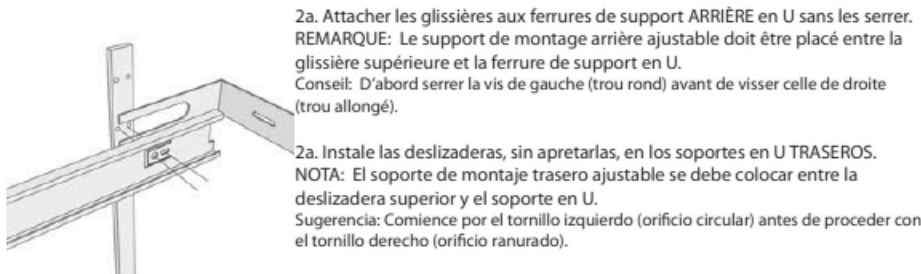 2a. Attacher les glissières aux ferrures de support ARRIÈRE en U sans les serrer.
REMARQUE: Le support de montage arrière ajustable doit être placé entre la
glissière supérieure et la ferrure de support en U.
Conseil: D'abord serrer la vis de gauche (trou rond) avant de visser celle de droite
(trou allongé).
2a. Instale las deslizaderas, sin apretarlas, en los soportes en U TRASEROS.
NOTA: El soporte de montaje trasero ajustable se debe colocar entre la
deslizadera superior y el soporte en U.
Sugerencia: Comience por el tornillo izquierdo (orificio circular) antes de proceder con
el tornillo derecho (orificio ranurado).